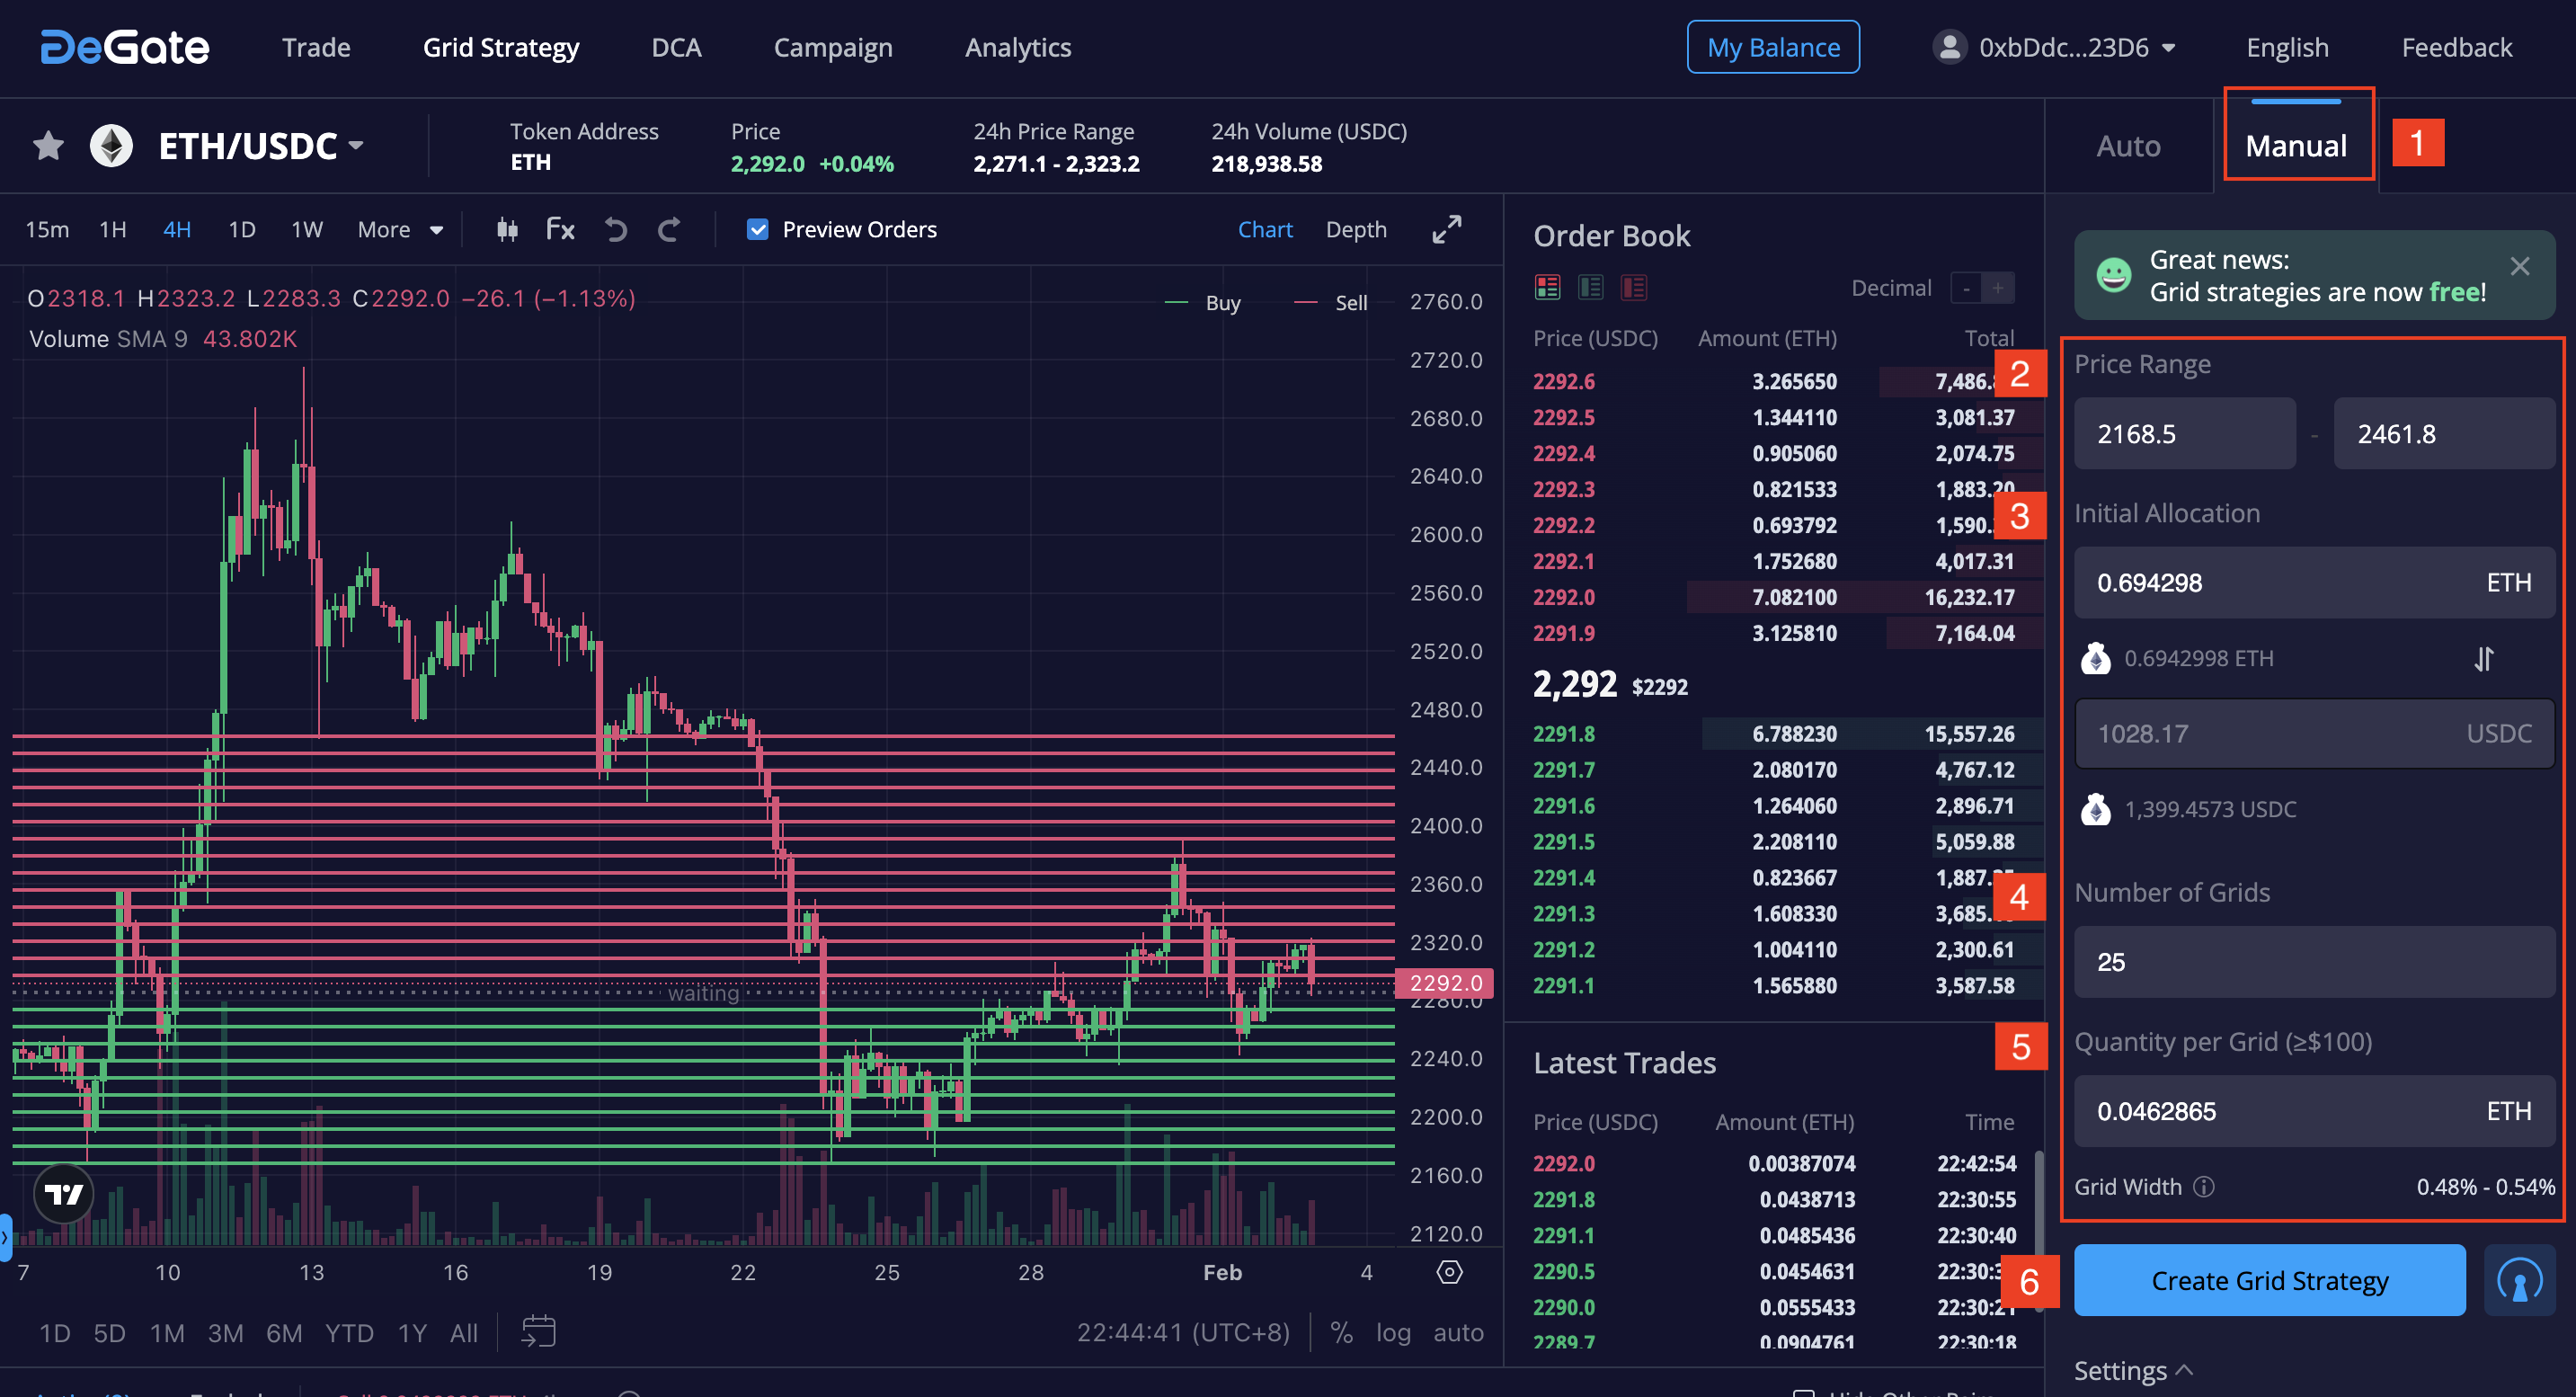 DeGate
Trade
Grid Strategy
DCA
Campaign
Analytics
My Balance
0xbDdc...23D6
English
Feedback
ETH/USDC
Token Address
ETH
Price
2,292.0 +0.04%
24h Price Range
2,271.1 - 2,323.2
24h Volume (USDC)
218,938.58
Auto
Manual
1
15m 1H 4H 1D 1W More
Fx
Preview Orders
Chart
Depth
O2318.1 H2323.2 L2283.3 C2292.0 −26.1 (−1.13%)
Volume SMA 9 43.802K
Buy
Sell
2760.0
2720.0
2680.0
2640.0
2600.0
2560.0
2520.0
2480.0
2440.0
2400.0
2360.0
2320.0
2292.0
2280.0
2240.0
2200.0
2160.0
2120.0
waiting
7 10 13 16 19 22 25 28 Feb 4
1D 5D 1M 3M 6M YTD 1Y All
22:44:41 (UTC+8) % log auto
Order Book
Decimal - +
Price (USDC) Amount (ETH) Total
2292.6 3.265650 7,486.
2292.5 1.344110 3,081.37
2292.4 0.905060 2,074.75
2292.3 0.821533 1,883.20
2292.2 0.693792 1,590.
2292.1 1.752680 4,017.31
2292.0 7.082100 16,232.17
2291.9 3.125810 7,164.04
2,292 $2292
2291.8 6.788230 15,557.26
2291.7 2.080170 4,767.12
2291.6 1.264060 2,896.71
2291.5 2.208110 5,059.88
2291.4 0.823667 1,887.
2291.3 1.608330 3,685.
2291.2 1.004110 2,300.61
2291.1 1.565880 3,587.58
Latest Trades
Price (USDC) Amount (ETH) Time
2292.0 0.00387074 22:42:54
2291.8 0.0438713 22:30:55
2291.1 0.0485436 22:30:40
2290.5 0.0454631 22:30:
2290.0 0.0555433 22:30:21
2289.7 0.0904761 22:30:18
Great news:
Grid strategies are now free!
2
Price Range
2168.5 - 2461.8
3
Initial Allocation
0.694298 ETH
0.6942998 ETH
1028.17 USDC
1,399.4573 USDC
4
Number of Grids
25
5
Quantity per Grid (≥$100)
0.0462865 ETH
Grid Width
0.48% - 0.54%
6
Create Grid Strategy
Settings